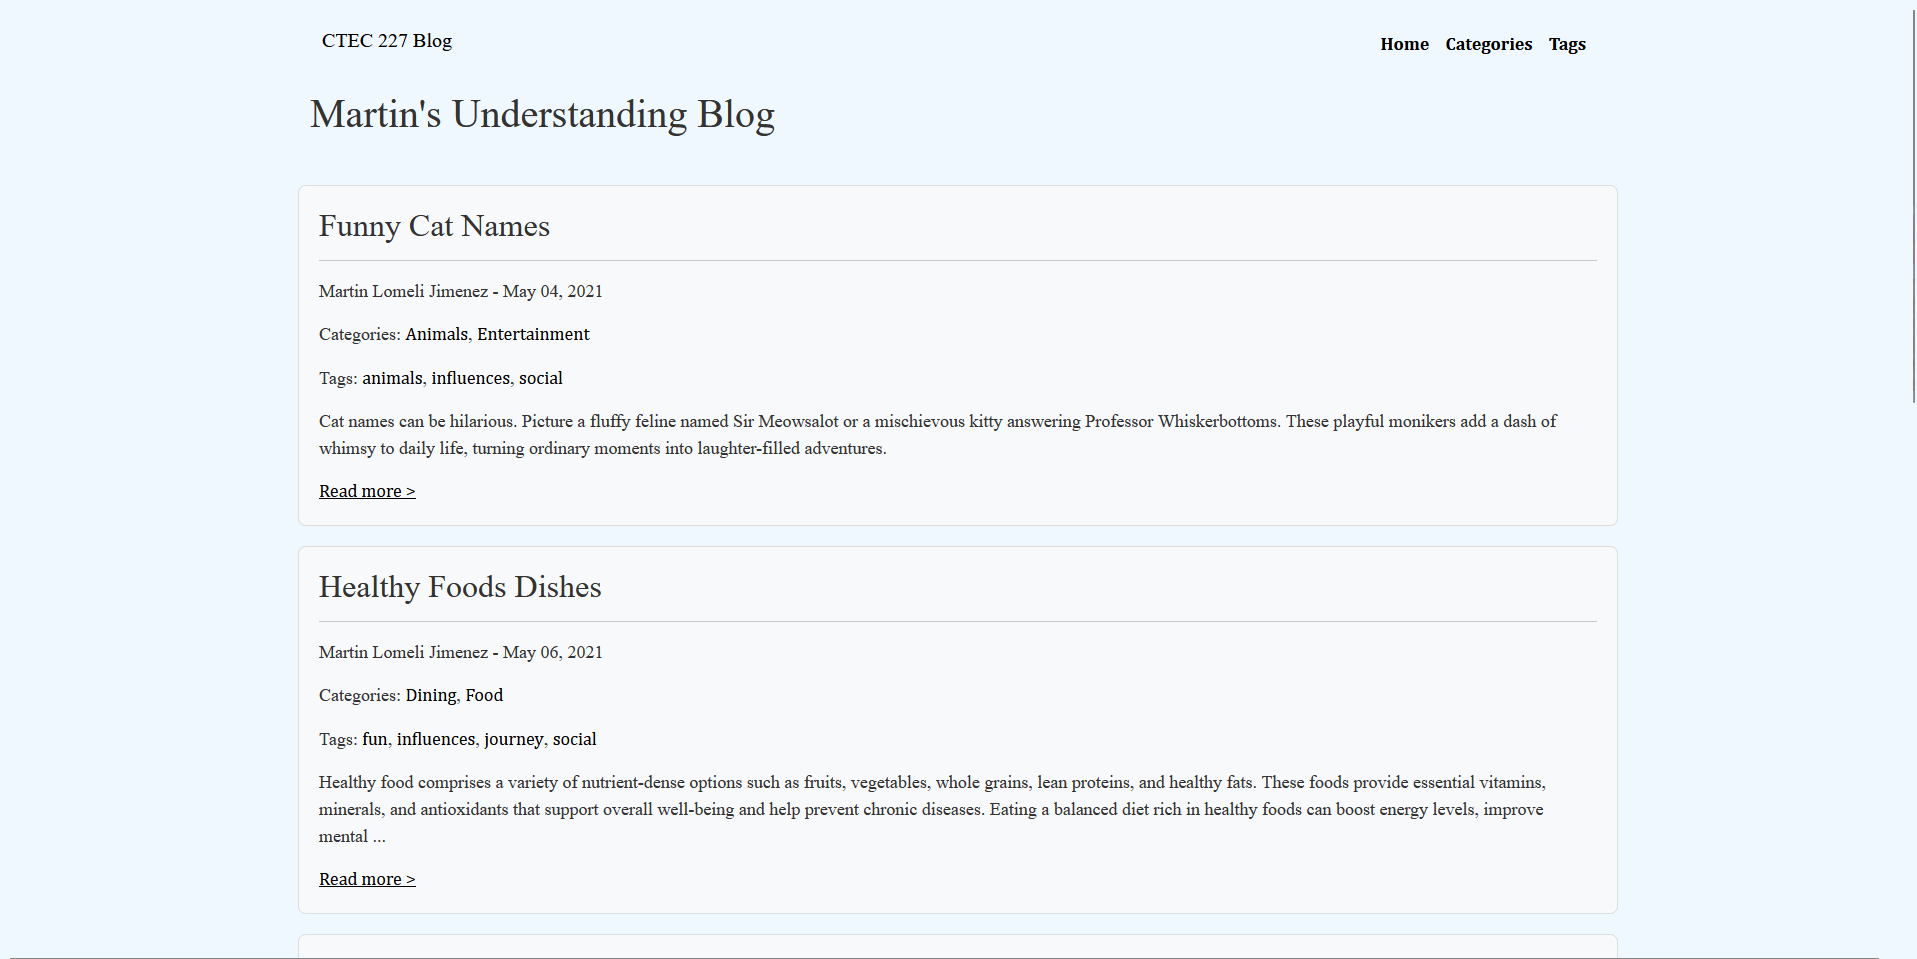 CTEC 227 Blog
Home Categories Tags
Martin's Understanding Blog
Funny Cat Names
Martin Lomeli Jimenez - May 04, 2021
Categories: Animals, Entertainment
Tags: animals, influences, social
Cat names can be hilarious. Picture a fluffy feline named Sir Meowsalot or a mischievous kitty answering Professor Whiskerbottoms. These playful monikers add a dash of
whimsy to daily life, turning ordinary moments into laughter-filled adventures.
Read more >
Healthy Foods Dishes
Martin Lomeli Jimenez - May 06, 2021
Categories: Dining, Food
Tags: fun, influences, journey, social
Healthy food comprises a variety of nutrient-dense options such as fruits, vegetables, whole grains, lean proteins, and healthy fats. These foods provide essential vitamins,
minerals, and antioxidants that support overall well-being and help prevent chronic diseases. Eating a balanced diet rich in healthy foods can boost energy levels, improve
mental ...
Read more >